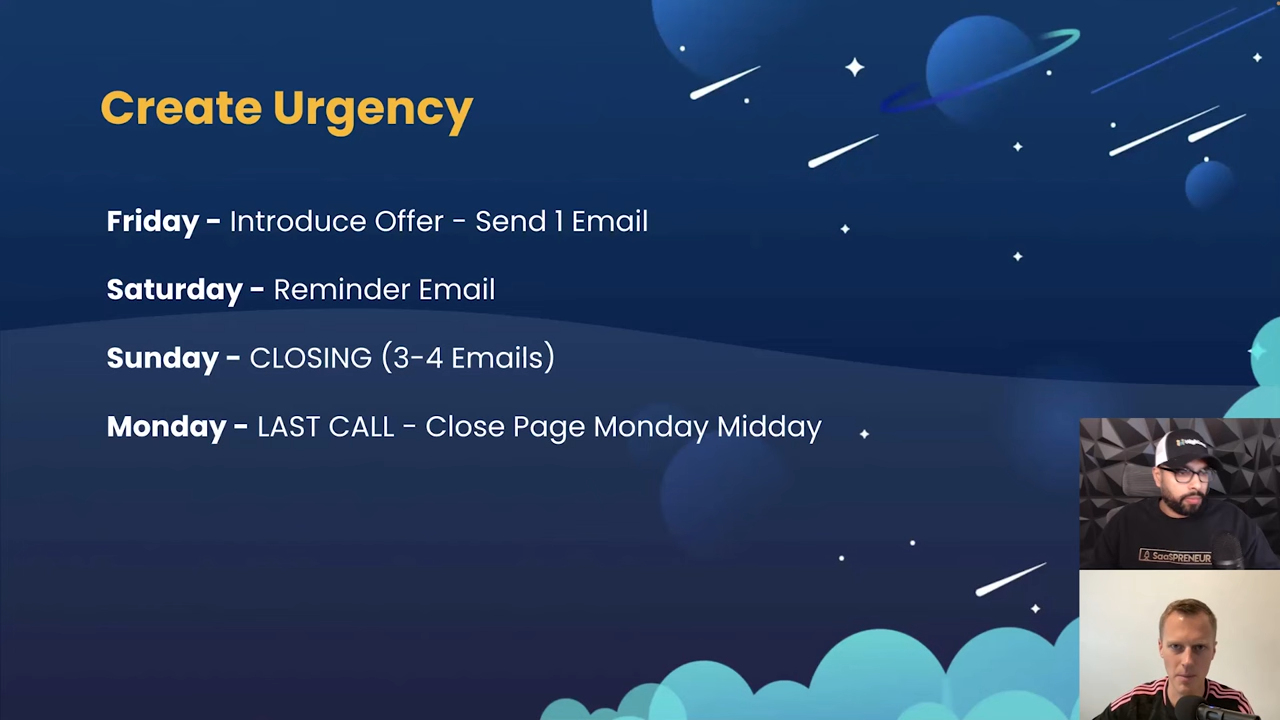 Create Urgency
Friday - Introduce Offer - Send 1 Email
Saturday - Reminder Email
Sunday - CLOSING (3-4 Emails)
Monday - LAST CALL - Close Page Monday Midday
SaaSPRENEUR